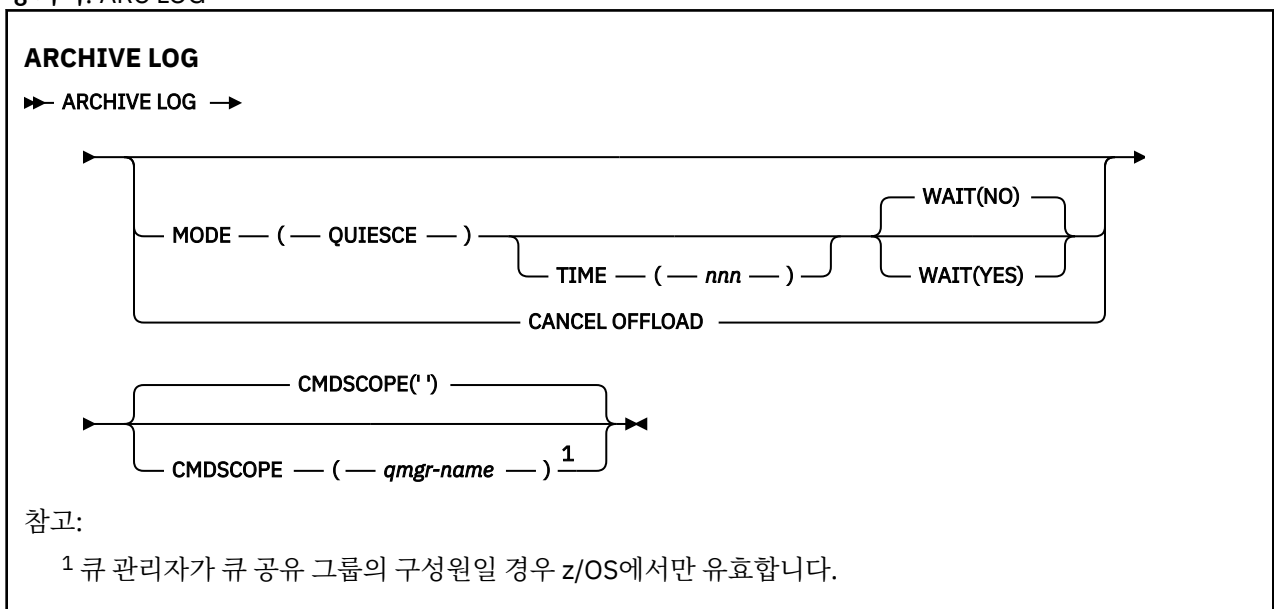 ARC LOG
ARCHIVE LOG
ARCHIVE LOG
MODE ( QUIESCE ) TIME ( nnn ) WAIT(NO)
WAIT(YES)
CANCEL OFFLOAD
CMDSCOPE(' ')
CMDSCOPE ( qmgr-name ) 1
참고:
1 큐 관리자가 큐 공유 그룹의 구성원일 경우 z/OS에서만 유효합니다.